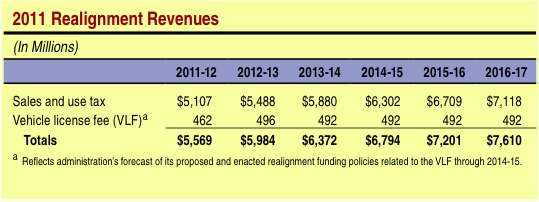 2011 Realignment Revenues
(In Millions)
2011-12 2012-13 2013-14 2014-15 2015-16 2016-17
Sales and use tax $5,107 $5,488 $5,880 $6,302 $6,709 $7,118
Vehicle license fee (VLF)a 462 496 492 492 492 492
Totals $5,569 $5,984 $6,372 $6,794 $7,201 $7,610
a Reflects administration's forecast of its proposed and enacted realignment funding policies related to the VLF through 2014-15.